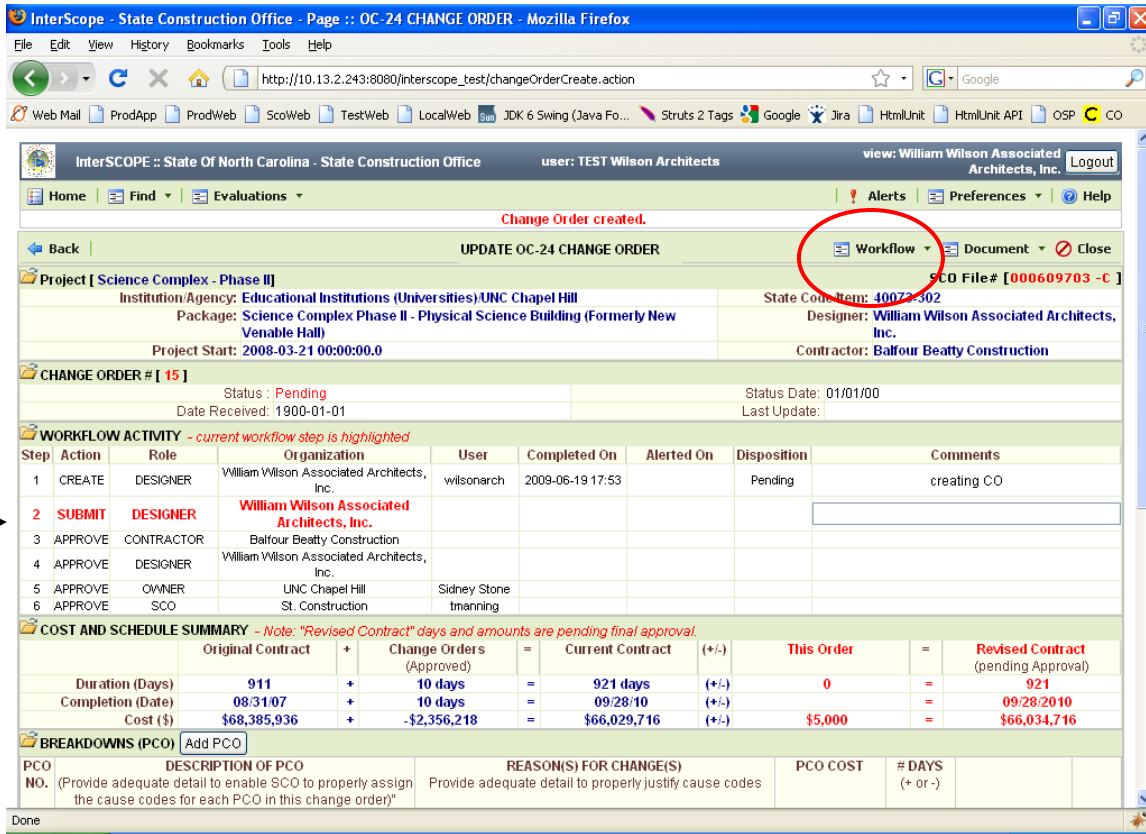 InterScope - State Construction Office - Page :: OC-24 CHANGE ORDER - Mozilla Firefox
File Edit View History Bookmarks Tools Help
http://10.13.2.243:8080/interscope_test/changeOrderCreate.action
G Google
Web Mail ProdApp ProdWeb ScoWeb TestWeb LocalWeb Sun JDK 6 Swing (Java Fo... Struts 2 Tags Google Jira HtmlUnit HtmlUnit API OSP C CO
InterSCOPE :: State Of North Carolina - State Construction Office user: TEST Wilson Architects view: William Wilson Associated Architects, Inc. Logout
Home Find Evaluations Alerts Preferences Help
Change Order created.
Back UPDATE OC-24 CHANGE ORDER Workflow Document Close
Project [ Science Complex - Phase II] SCO File# [000609703 -C ]
Institution/Agency: Educational Institutions (Universities)/UNC Chapel Hill State Code/Item: 40073-302
Package: Science Complex Phase II - Physical Science Building (Formerly New Venable Hall) Designer: William Wilson Associated Architects, Inc.
Project Start: 2008-03-21 00:00:00.0 Contractor: Balfour Beatty Construction
CHANGE ORDER # [ 15 ]
Status : Pending Status Date: 01/01/00
Date Received: 1900-01-01 Last Update:
WORKFLOW ACTIVITY - current workflow step is highlighted
Step Action Role Organization User Completed On Alerted On Disposition Comments
1 CREATE DESIGNER William Wilson Associated Architects, Inc. wilsonarch 2009-06-19 17:53 Pending creating CO
2 SUBMIT DESIGNER William Wilson Associated Architects, Inc.
3 APPROVE CONTRACTOR Balfour Beatty Construction
4 APPROVE DESIGNER William Wilson Associated Architects, Inc.
5 APPROVE OWNER UNC Chapel Hill Sidney Stone
6 APPROVE SCO St. Construction tmanning
COST AND SCHEDULE SUMMARY - Note: "Revised Contract" days and amounts are pending final approval.
Original Contract + Change Orders (Approved) = Current Contract (+/-) This Order = Revised Contract (pending Approval)
Duration (Days) 911 + 10 days = 921 days (+/-) 0 = 921
Completion (Date) 08/31/07 + 10 days = 09/28/10 (+/-) = 09/28/2010
Cost ($) $68,385,936 + -$2,356,218 = $66,029,716 (+/-) $5,000 = $66,034,716
BREAKDOWNS (PCO) Add PCO
PCO NO. DESCRIPTION OF PCO REASON(S) FOR CHANGE(S) PCO COST # DAYS
(Provide adequate detail to enable SCO to properly assign the cause codes for each PCO in this change order)" Provide adequate detail to properly justify cause codes (+ or -)
Done